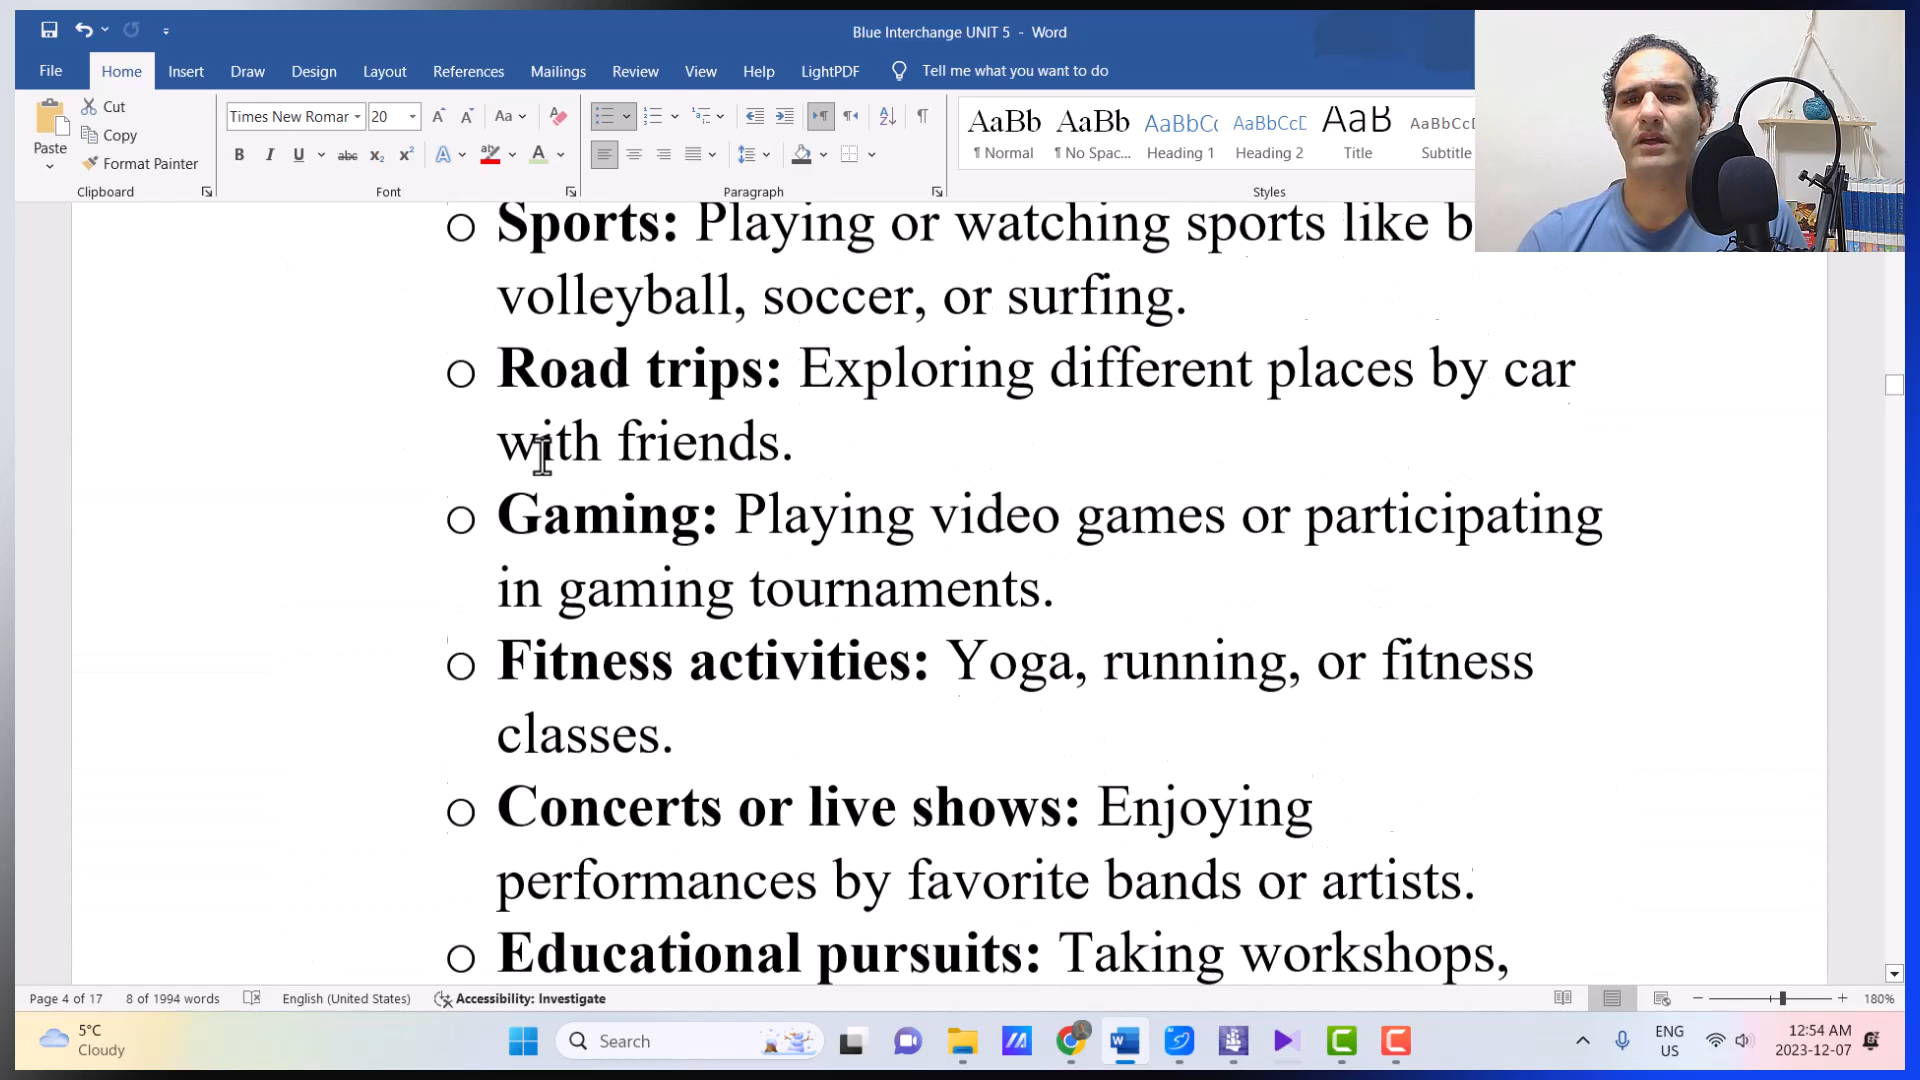 Blue Interchange UNIT 5 - Word
File Home Insert Draw Design Layout References Mailings Review View Help LightPDF Tell me what you want to do
Paste
Cut
Copy
Format Painter
Clipboard
Times New Romar 20
Font
Paragraph
AaBb
¶ Normal
AaBb
¶ No Spac...
AaBbC
Heading 1
AaBbCcC
Heading 2
AaB
Title
AaBbCcC
Subtitle
Styles
Sports: Playing or watching sports like b
volleyball, soccer, or surfing.
Road trips: Exploring different places by car
with friends.
Gaming: Playing video games or participating
in gaming tournaments.
Fitness activities: Yoga, running, or fitness
classes.
Concerts or live shows: Enjoying
performances by favorite bands or artists.
Educational pursuits: Taking workshops,
Page 4 of 17 8 of 1994 words English (United States) Accessibility: Investigate 180%
5°C
Cloudy
Search
ENG
US
12:54 AM
2023-12-07